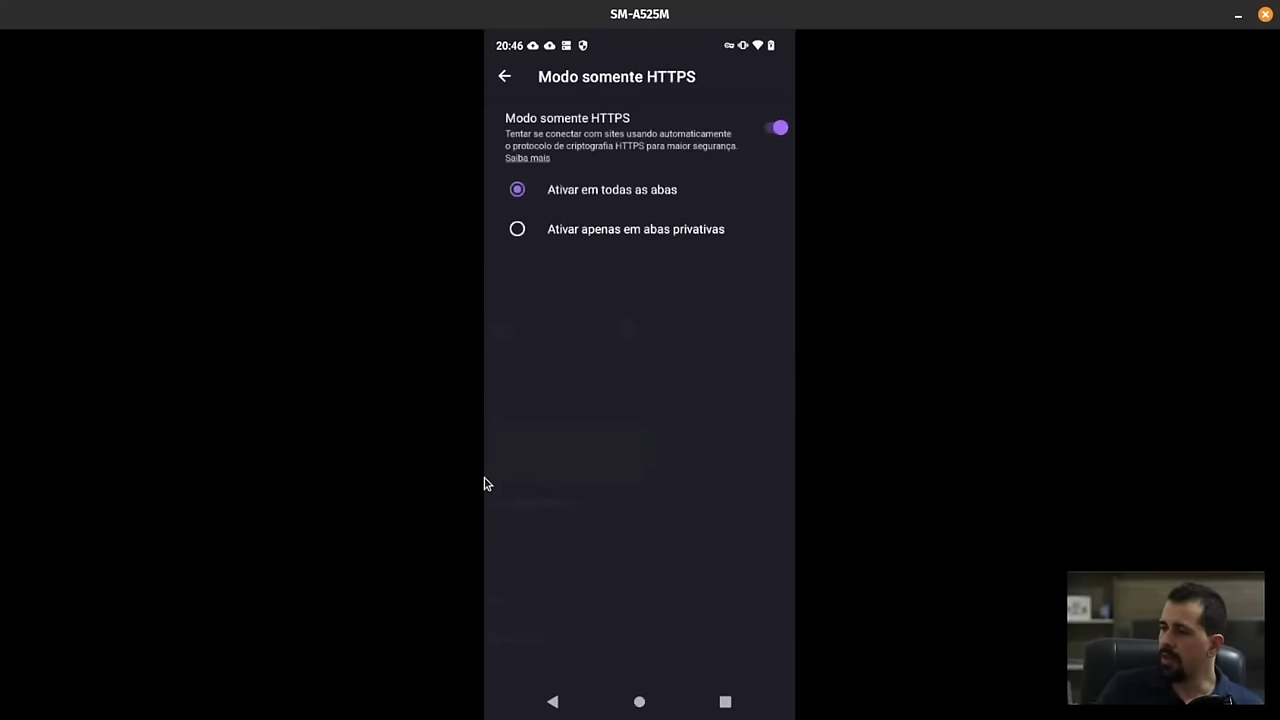 SM-A525M
20:46
Modo somente HTTPS
Modo somente HTTPS
Tentar se conectar com sites usando automaticamente
o protocolo de criptografia HTTPS para maior segurança.
Saiba mais
Ativar em todas as abas
Ativar apenas em abas privativas